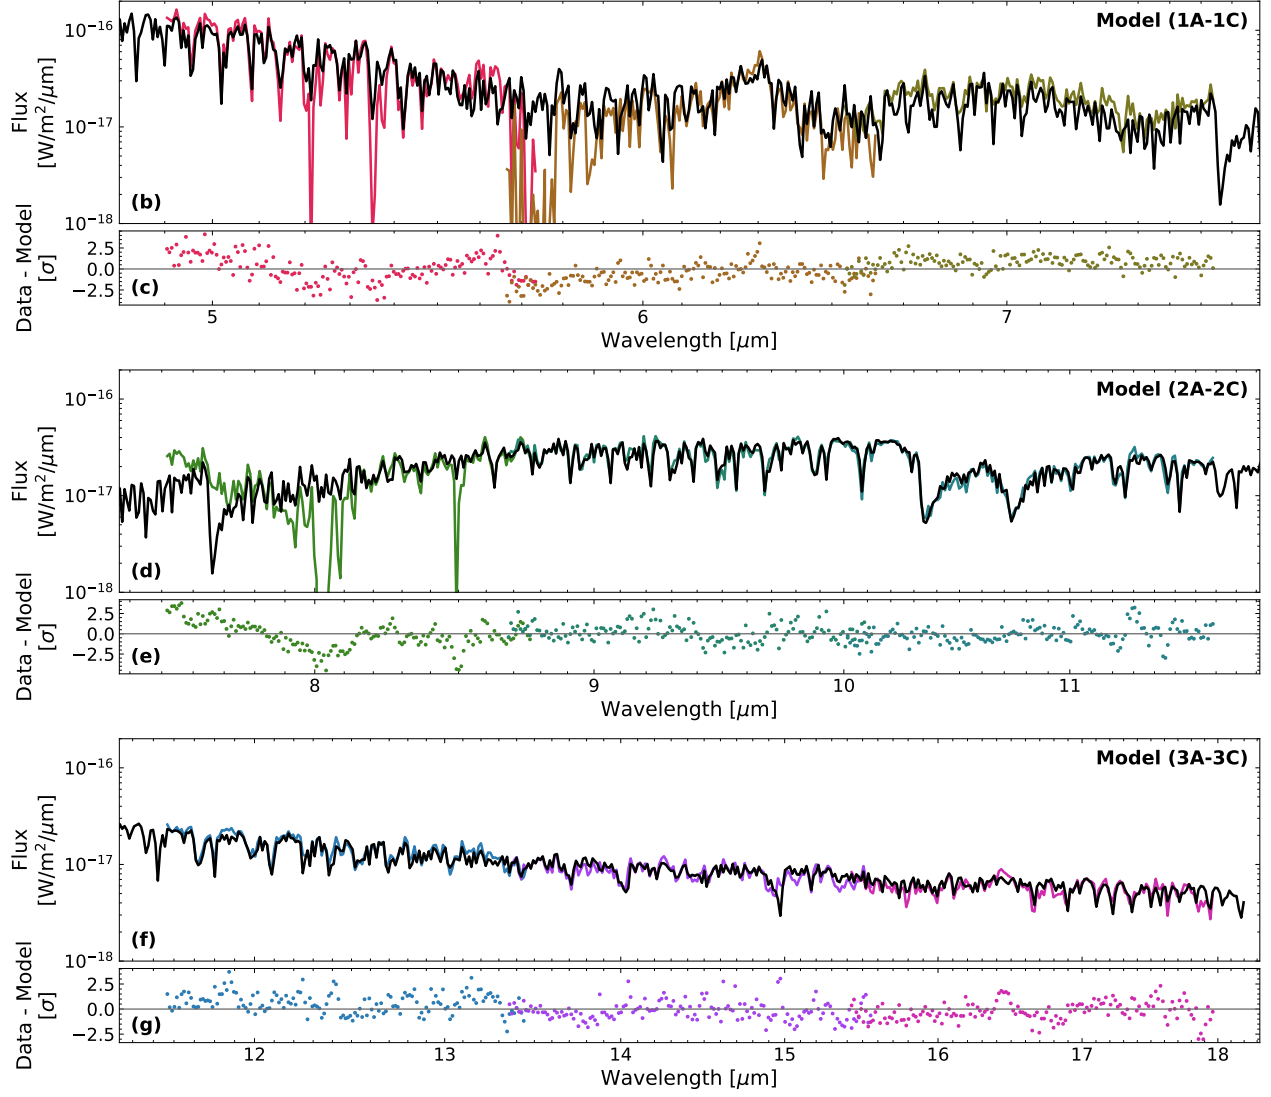 Model (1A-1C)
Flux
[W/m²/μm]
10⁻¹⁶
10⁻¹⁷
10⁻¹⁸
(b)
Data - Model
[σ]
2.5
0.0
−2.5
(c)
5 6 7
Wavelength [μm]
Model (2A-2C)
Flux
[W/m²/μm]
10⁻¹⁶
10⁻¹⁷
10⁻¹⁸
(d)
Data - Model
[σ]
2.5
0.0
−2.5
(e)
8 9 10 11
Wavelength [μm]
Model (3A-3C)
Flux
[W/m²/μm]
10⁻¹⁶
10⁻¹⁷
10⁻¹⁸
(f)
Data - Model
[σ]
2.5
0.0
−2.5
(g)
12 13 14 15 16 17 18
Wavelength [μm]